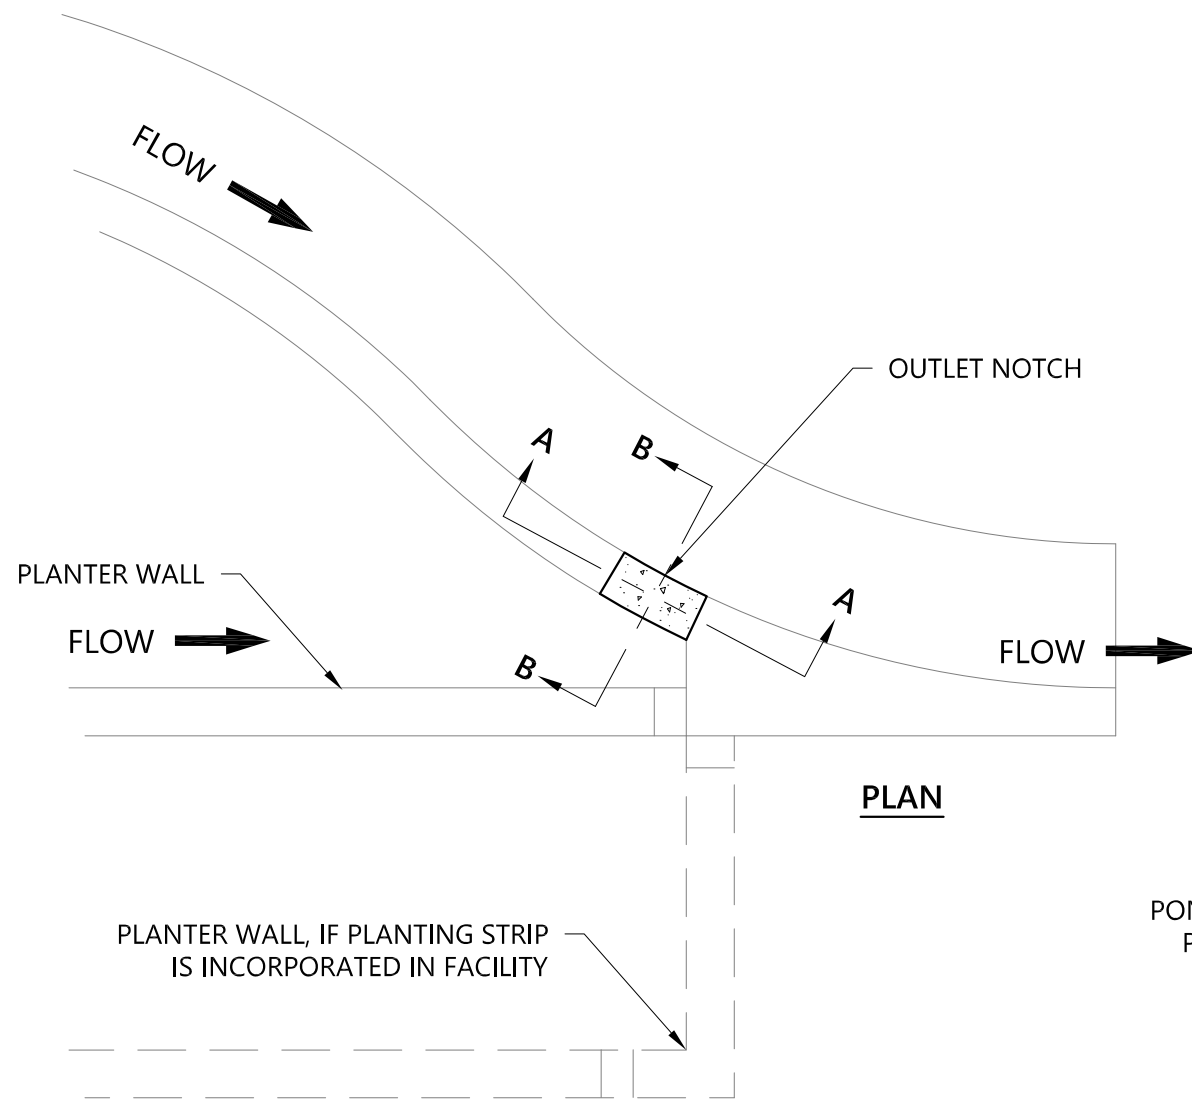 FLOW
OUTLET NOTCH
A
B
PLANTER WALL
A
FLOW
FLOW
B
PLAN
PLANTER WALL, IF PLANTING STRIP
IS INCORPORATED IN FACILITY